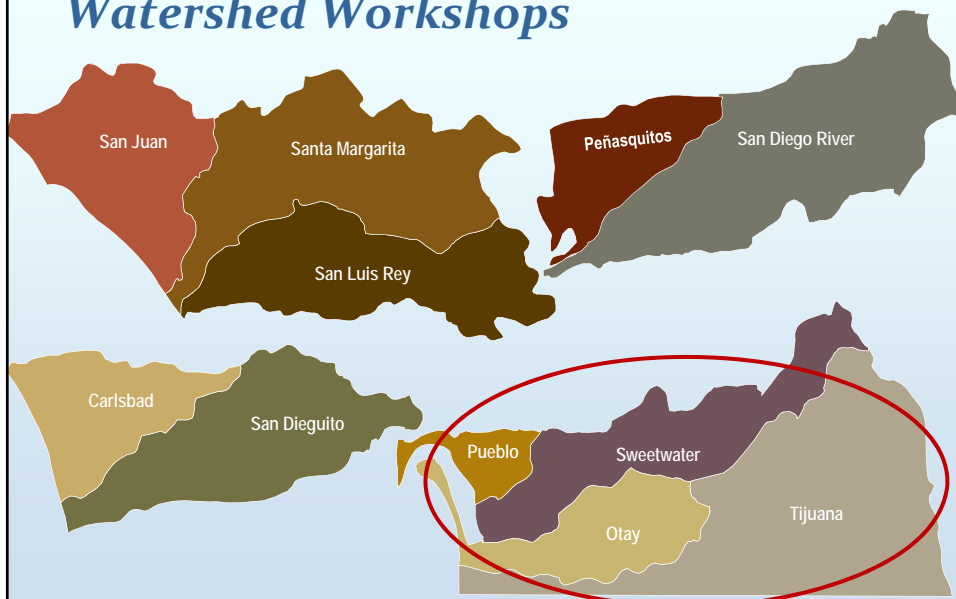 Watershed Workshops
San Juan
Santa Margarita
San Luis Rey
Peñasquitos
San Diego River
Carlsbad
San Dieguito
Pueblo
Sweetwater
Otay
Tijuana